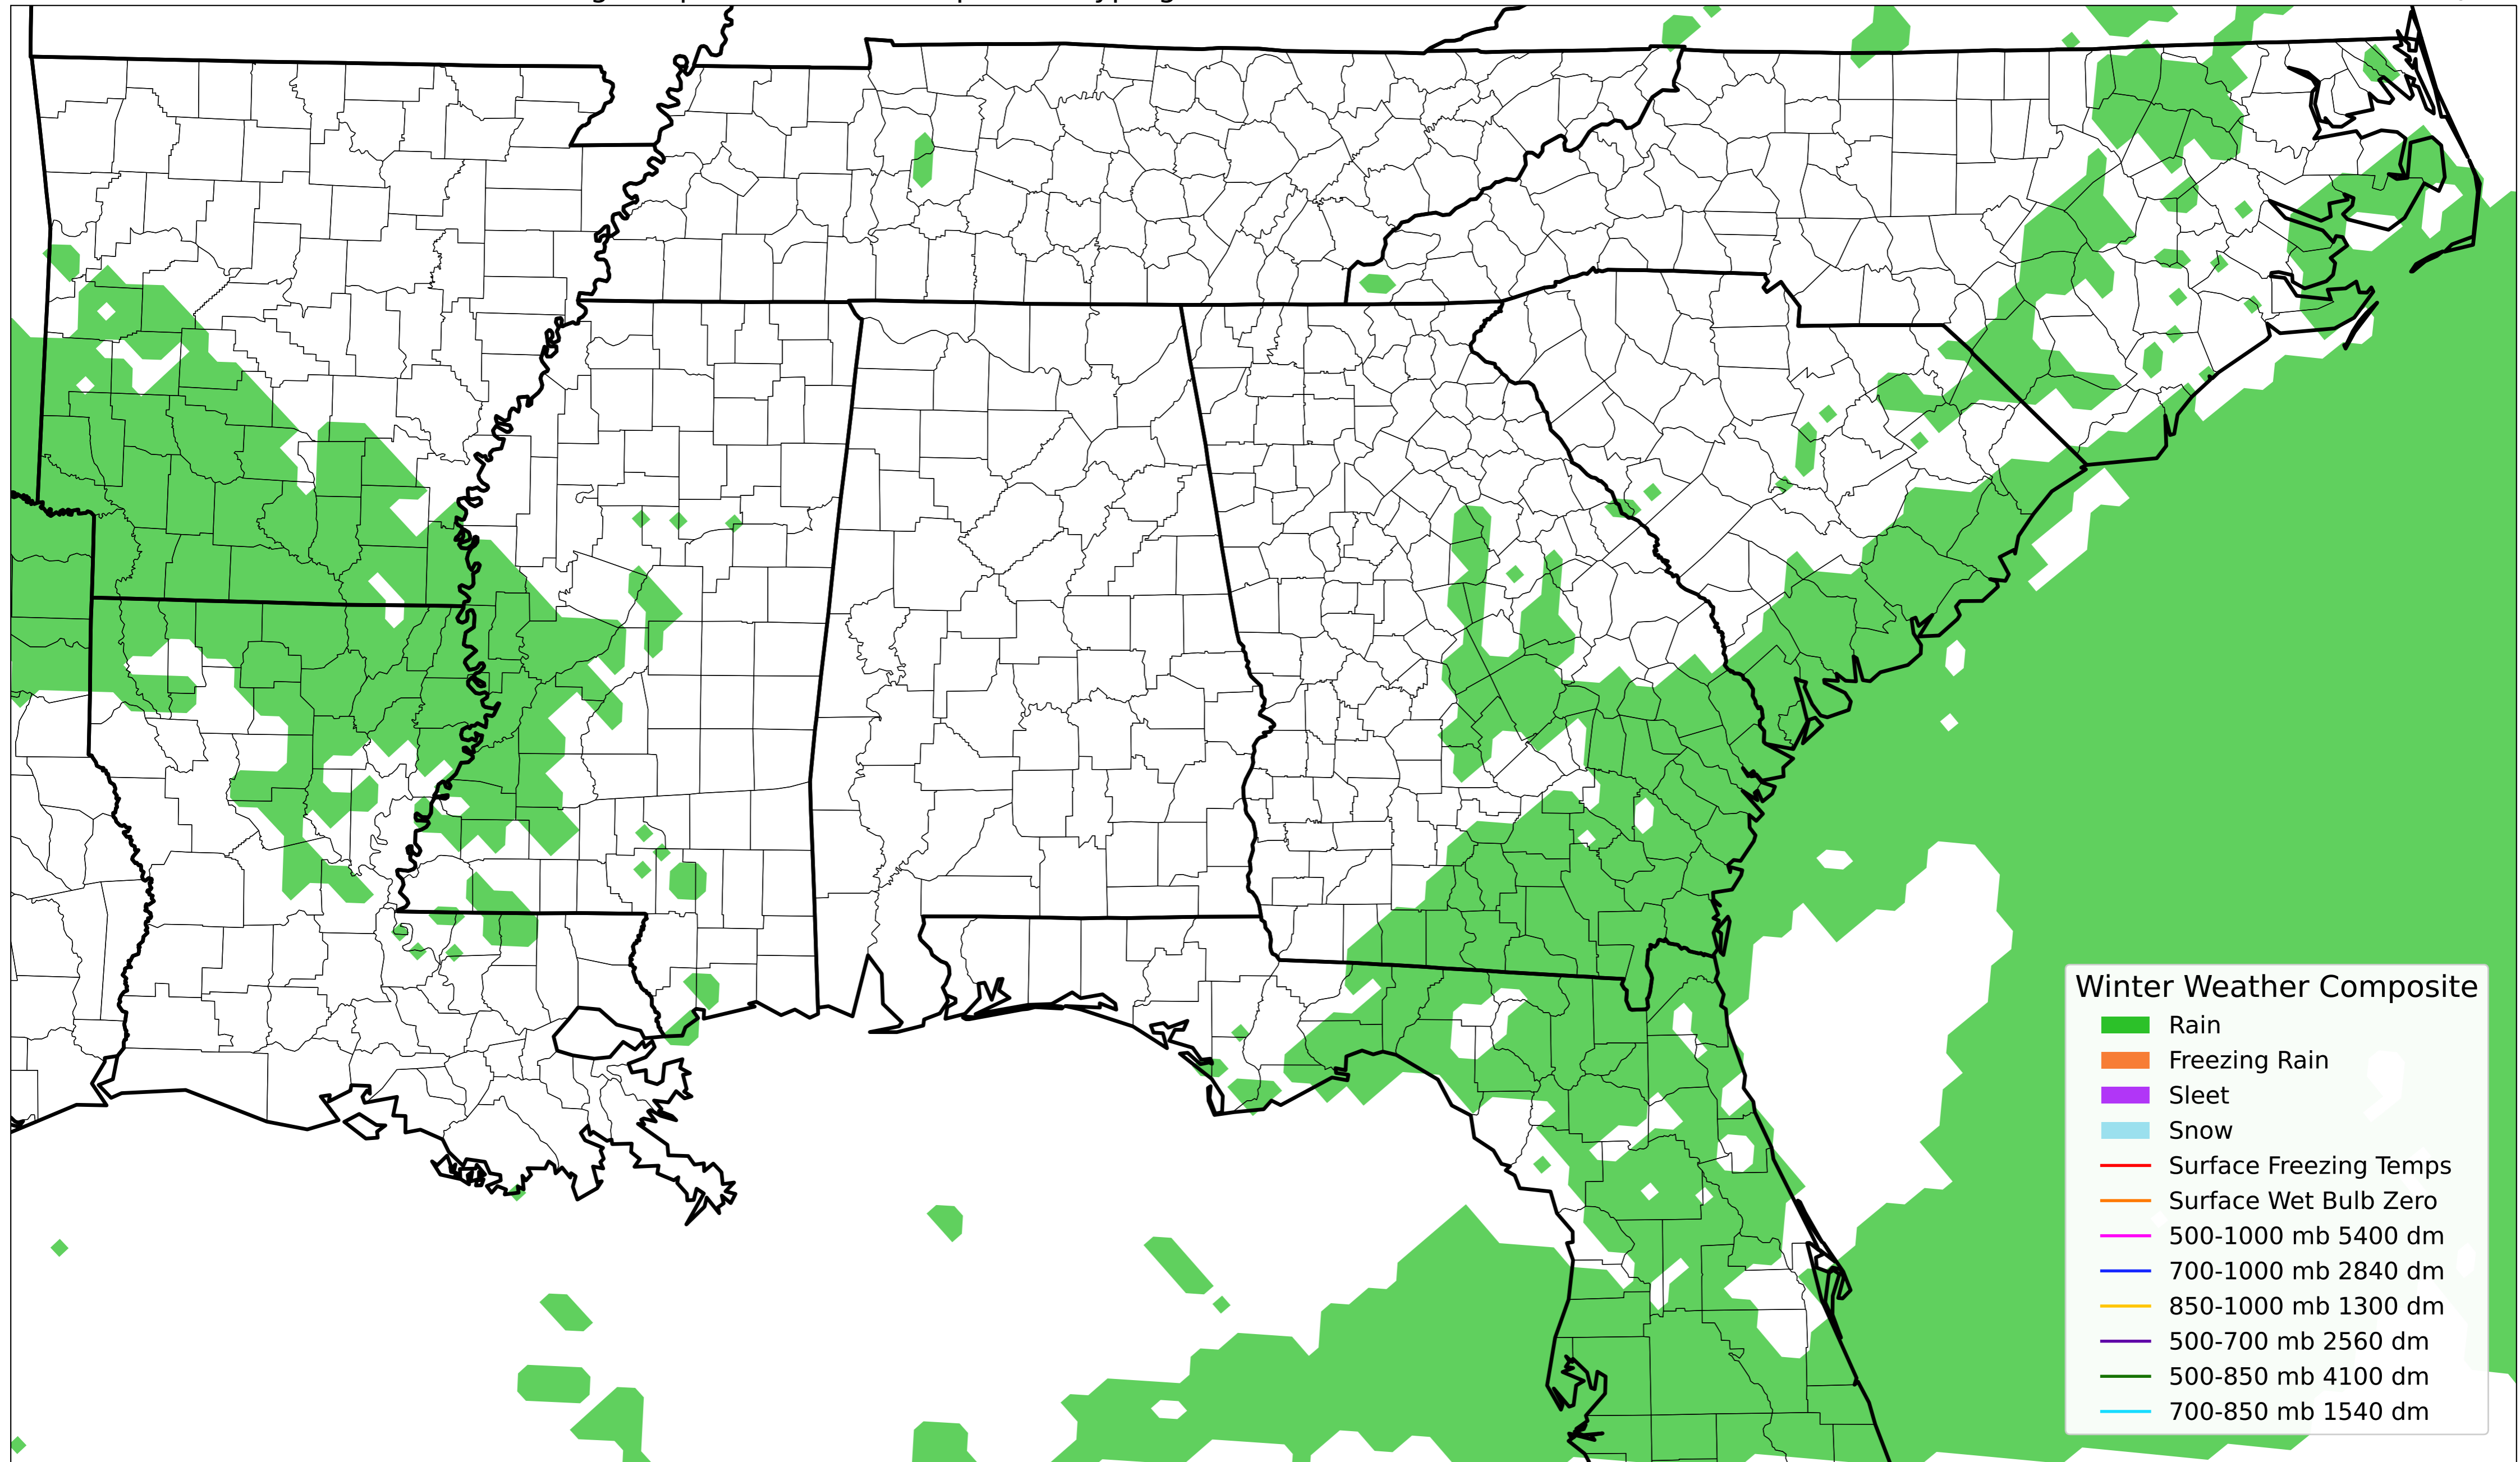 Winter Weather Composite
Rain
Freezing Rain
Sleet
Snow
Surface Freezing Temps
Surface Wet Bulb Zero
500-1000 mb 5400 dm
700-1000 mb 2840 dm
850-1000 mb 1300 dm
500-700 mb 2560 dm
500-850 mb 4100 dm
700-850 mb 1540 dm